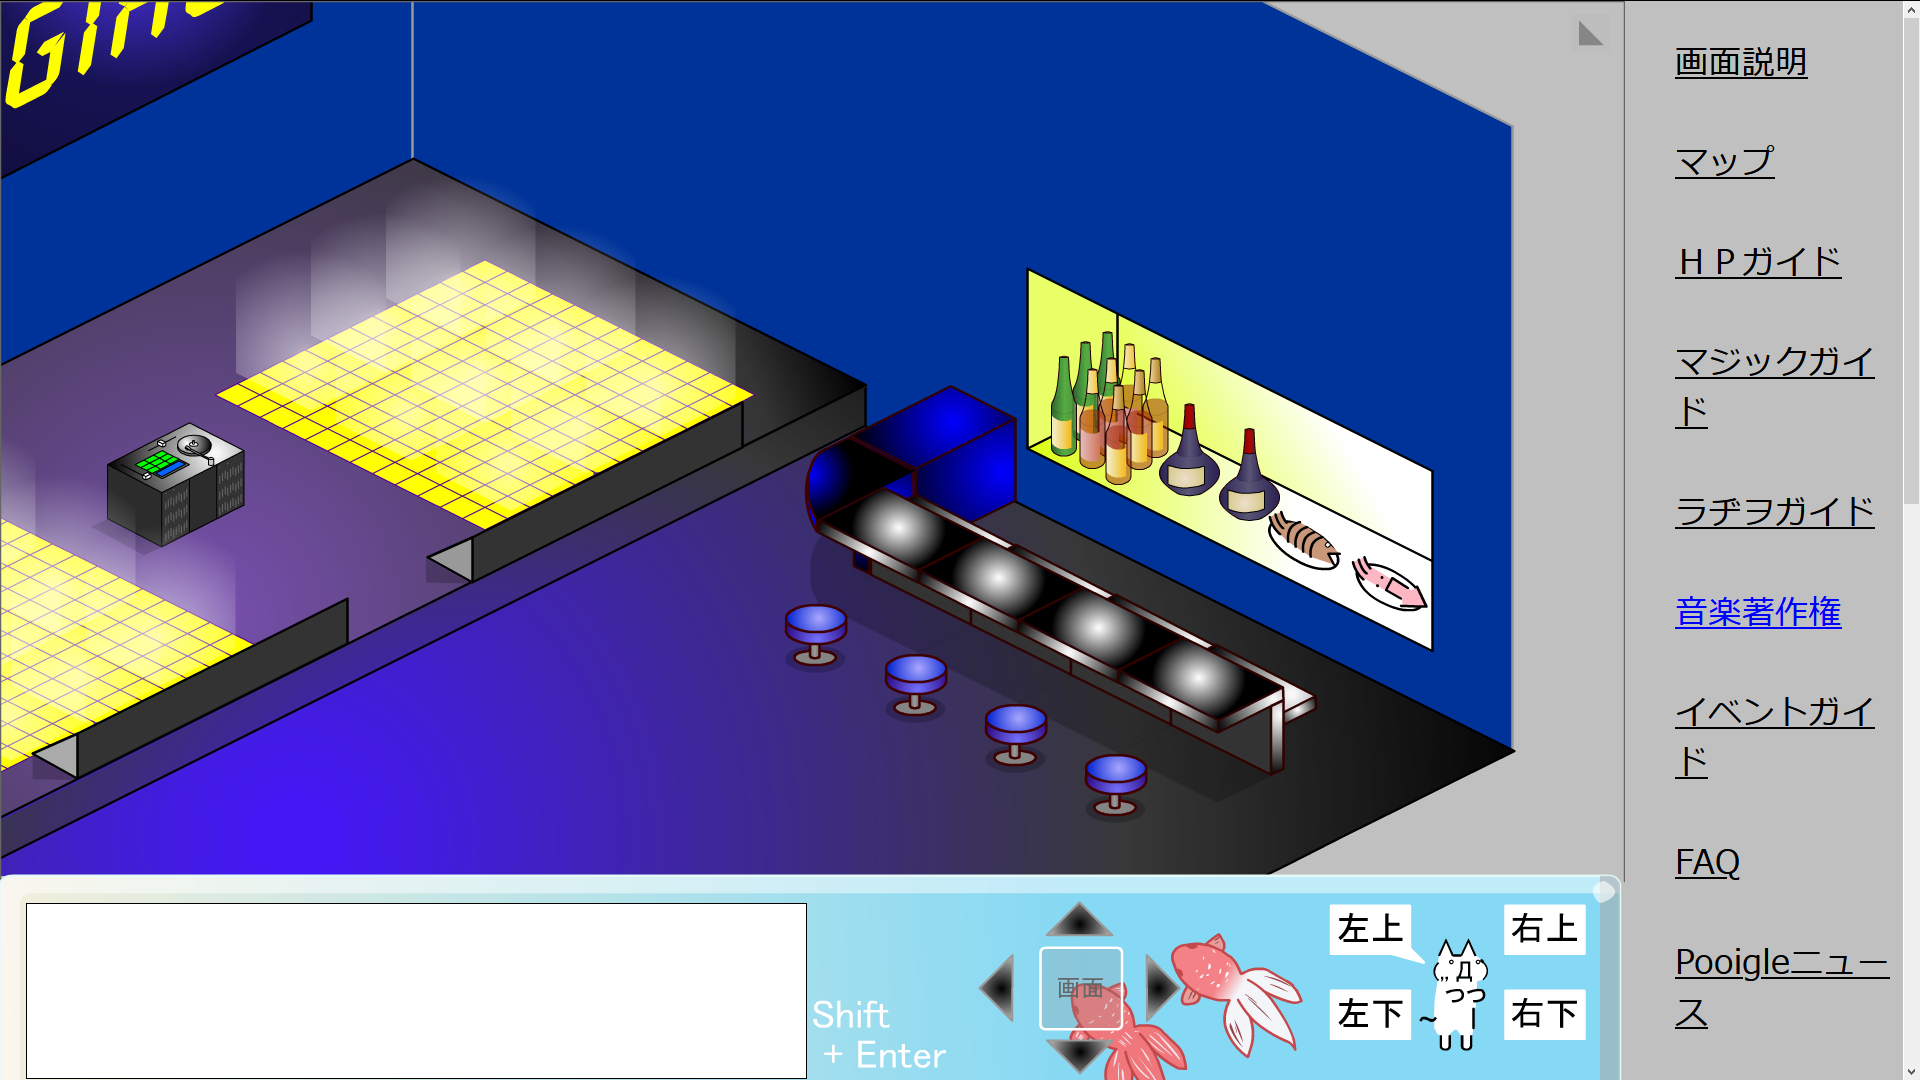 画面説明
マップ
ＨＰガイド
マジックガイ
ド
ラヂヲガイド
音楽著作権
イベントガイ
ド
FAQ
Pooigleニュー
ス
Shift
+ Enter
画面
左上
右上
左下
右下